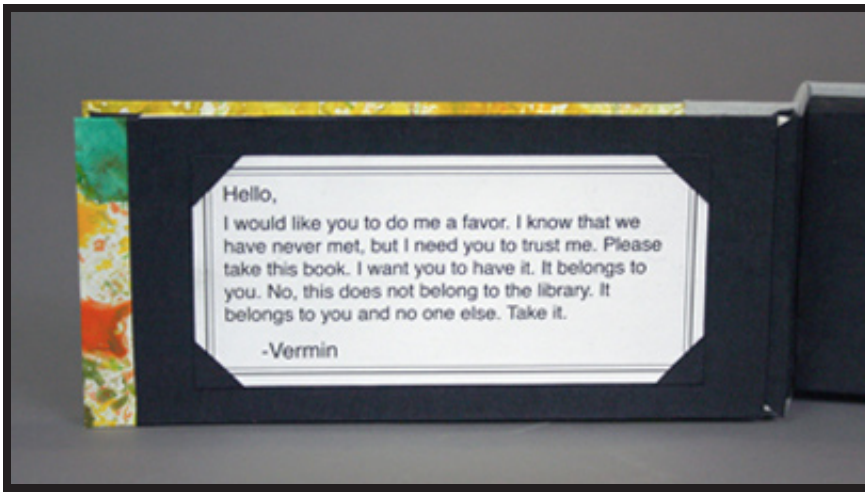 Hello,
I would like you to do me a favor. I know that we
have never met, but I need you to trust me. Please
take this book. I want you to have it. It belongs to
you. No, this does not belong to the library. It
belongs to you and no one else. Take it.
-Vermin